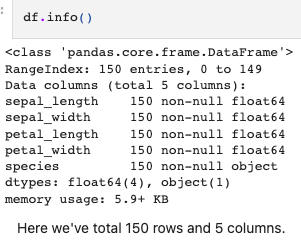 :
df.info()
<class 'pandas.core.frame.DataFrame'>
RangeIndex: 150 entries, 0 to 149
Data columns (total 5 columns):
sepal_length    150 non-null float64
sepal_width     150 non-null float64
petal_length    150 non-null float64
petal_width     150 non-null float64
species         150 non-null object
dtypes: float64(4), object(1)
memory usage: 5.9+ KB
Here we've total 150 rows and 5 columns.